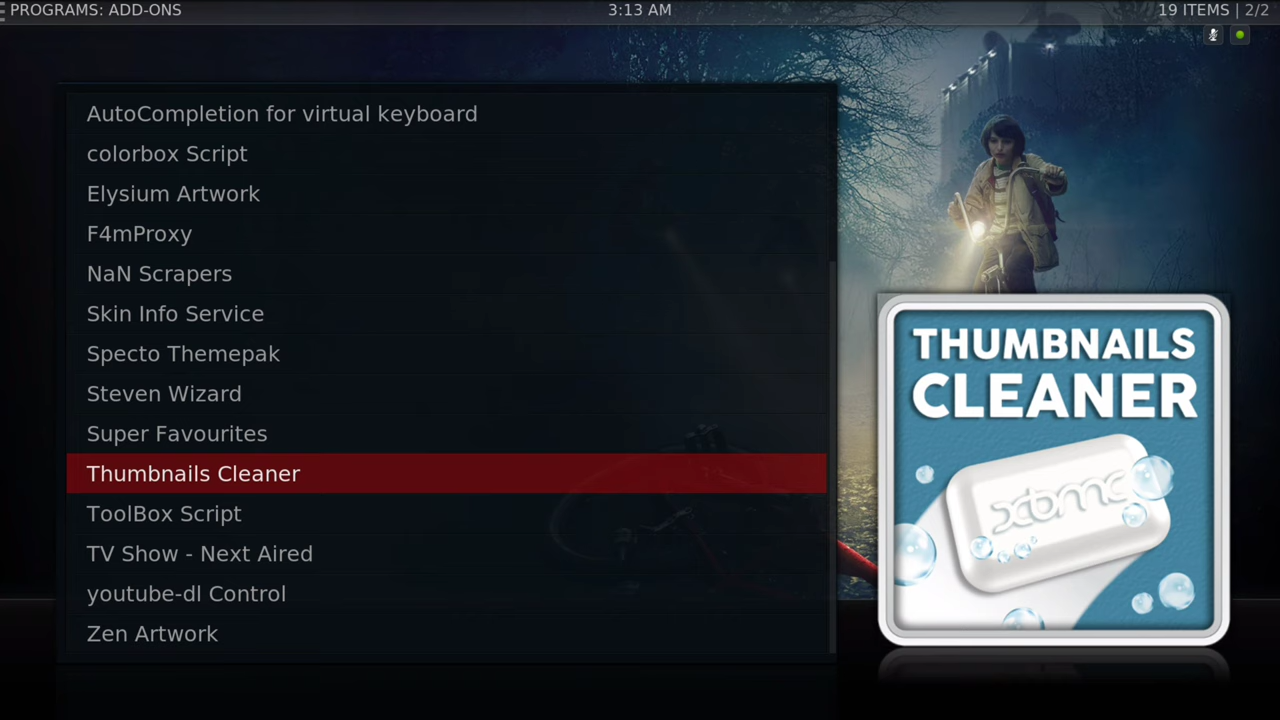 PROGRAMS: ADD-ONS
3:13 AM
19 ITEMS | 2/2
AutoCompletion for virtual keyboard
colorbox Script
Elysium Artwork
F4mProxy
NaN Scrapers
Skin Info Service
Specto Themepak
Steven Wizard
Super Favourites
Thumbnails Cleaner
ToolBox Script
TV Show - Next Aired
youtube-dl Control
Zen Artwork
THUMBNAILS
CLEANER
xbmc